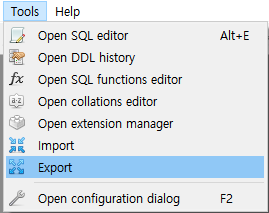 Tools Help
Open SQL editor Alt+E
Open DDL history
fx Open SQL functions editor
a-z Open collations editor
Open extension manager
Import
Export
Open configuration dialog F2